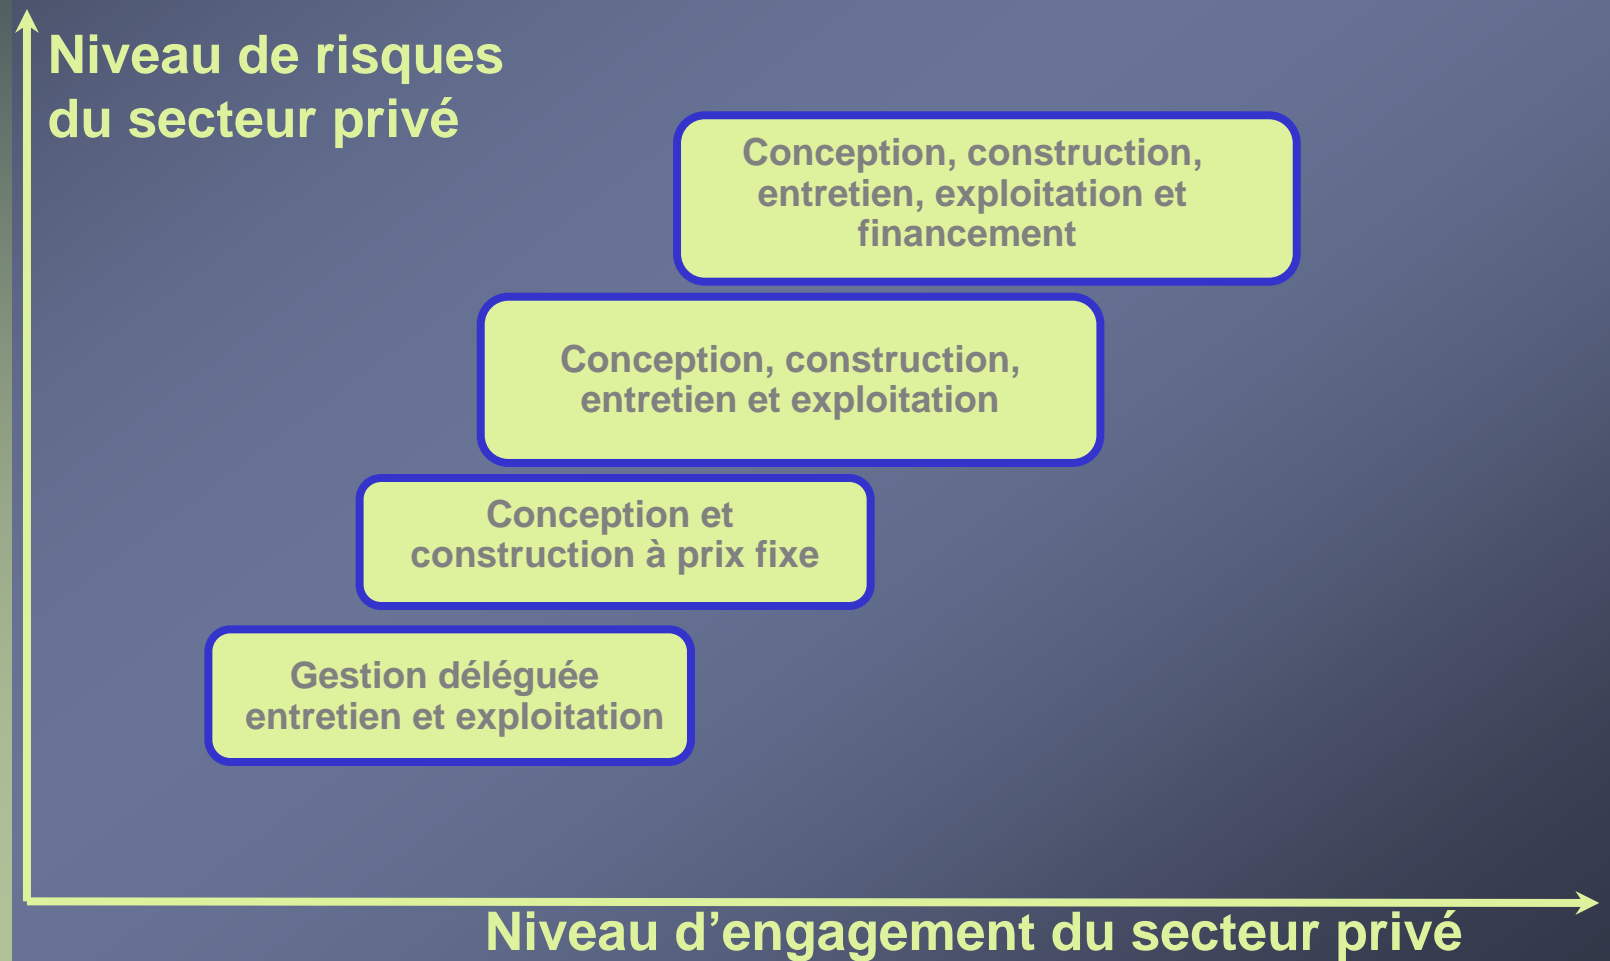 Niveau de risques
du secteur privé
Conception, construction,
entretien, exploitation et
financement
Conception, construction,
entretien et exploitation
Conception et
construction à prix fixe
Gestion déléguée
entretien et exploitation
Niveau d’engagement du secteur privé